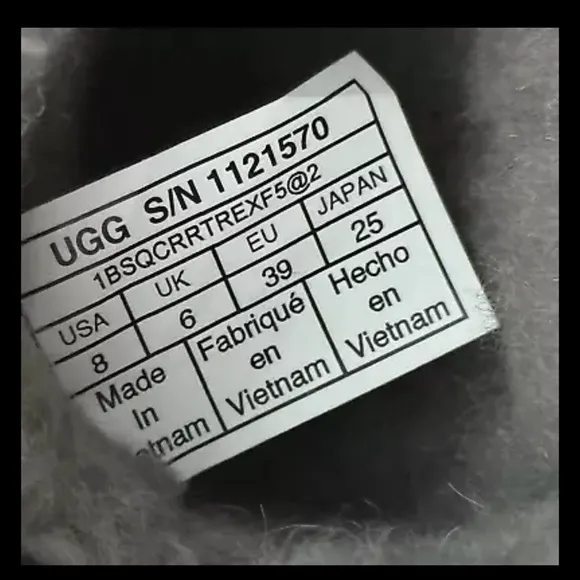 UGG S/N 1121570
1BSQCRRTREXF5@2
USA UK EU JAPAN
8 6 39 25
Made Fabriqué Hecho
In en en
etnam Vietnam Vietnam